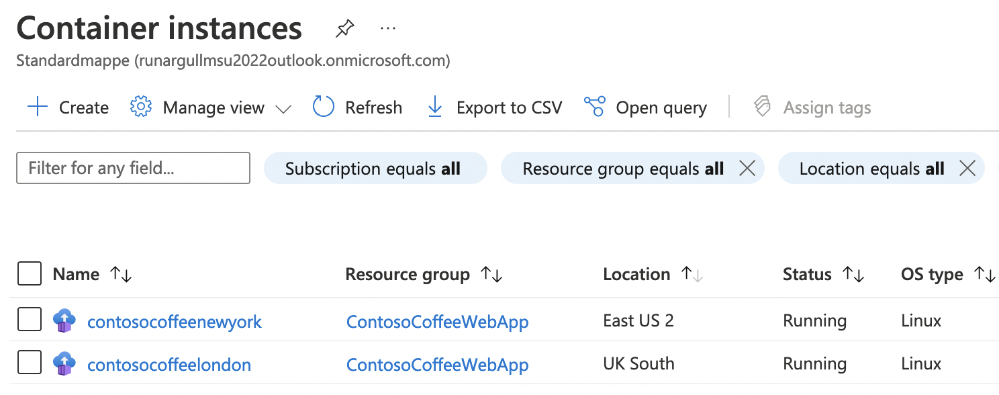 Container instances ...
Standardmappe (runargullmsu2022outlook.onmicrosoft.com)
Create Manage view Refresh Export to CSV Open query Assign tags
Filter for any field... Subscription equals all Resource group equals all Location equals all
Name Resource group Location Status OS type
contosocoffeenewyork ContosoCoffeeWebApp East US 2 Running Linux
contosocoffeelondon ContosoCoffeeWebApp UK South Running Linux